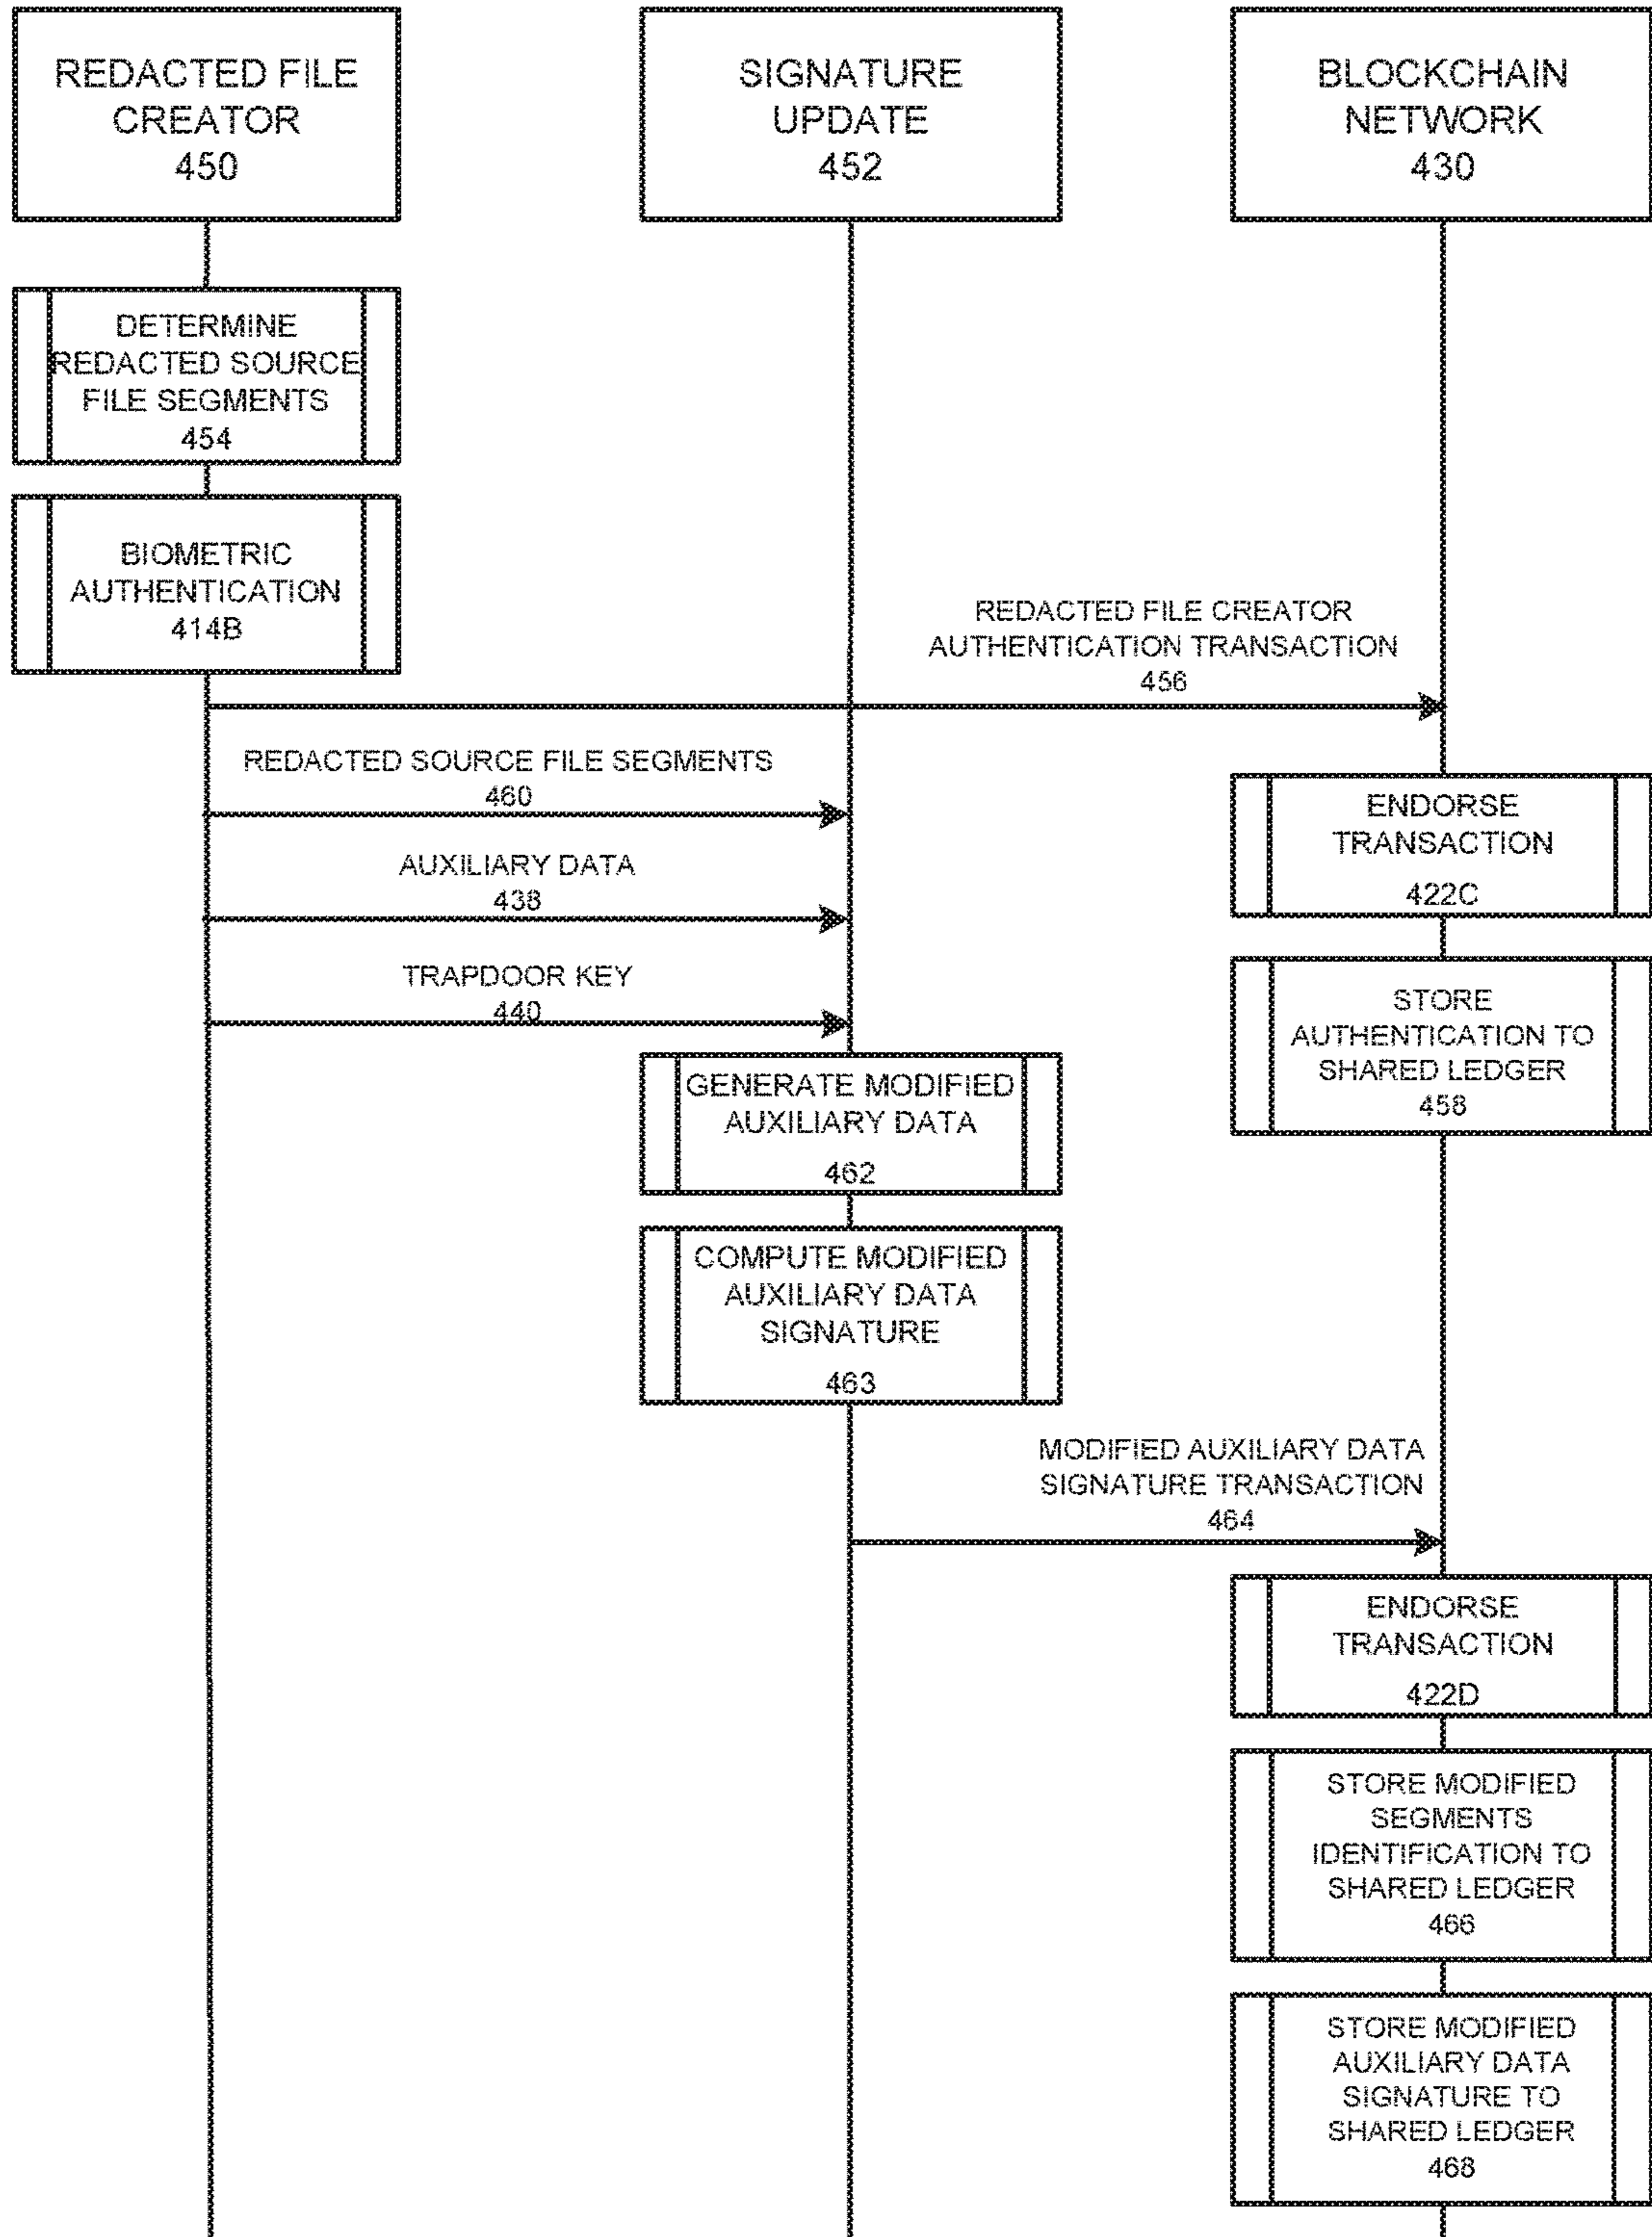 REDACTED FILE
CREATOR
450
SIGNATURE
UPDATE
452
BLOCKCHAIN
NETWORK
430
DETERMINE
REDACTED SOURCE
FILE SEGMENTS
454
BIOMETRIC
AUTHENTICATION
414B
REDACTED FILE CREATOR
AUTHENTICATION TRANSACTION
456
REDACTED SOURCE FILE SEGMENTS
460
ENDORSE
TRANSACTION
422C
AUXILIARY DATA
438
TRAPDOOR KEY
440
STORE
AUTHENTICATION TO
SHARED LEDGER
458
GENERATE MODIFIED
AUXILIARY DATA
462
COMPUTE MODIFIED
AUXILIARY DATA
SIGNATURE
463
MODIFIED AUXILIARY DATA
SIGNATURE TRANSACTION
464
ENDORSE
TRANSACTION
422D
STORE MODIFIED
SEGMENTS
IDENTIFICATION TO
SHARED LEDGER
466
STORE MODIFIED
AUXILIARY DATA
SIGNATURE TO
SHARED LEDGER
468